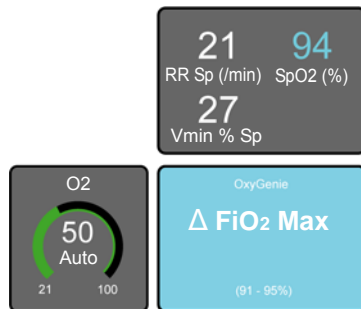 21 94
RR Sp (/min) SpO2 (%)
27
Vmin % Sp
O2
50
Auto
21 100
OxyGenie
Δ FiO₂ Max
(91 - 95%)